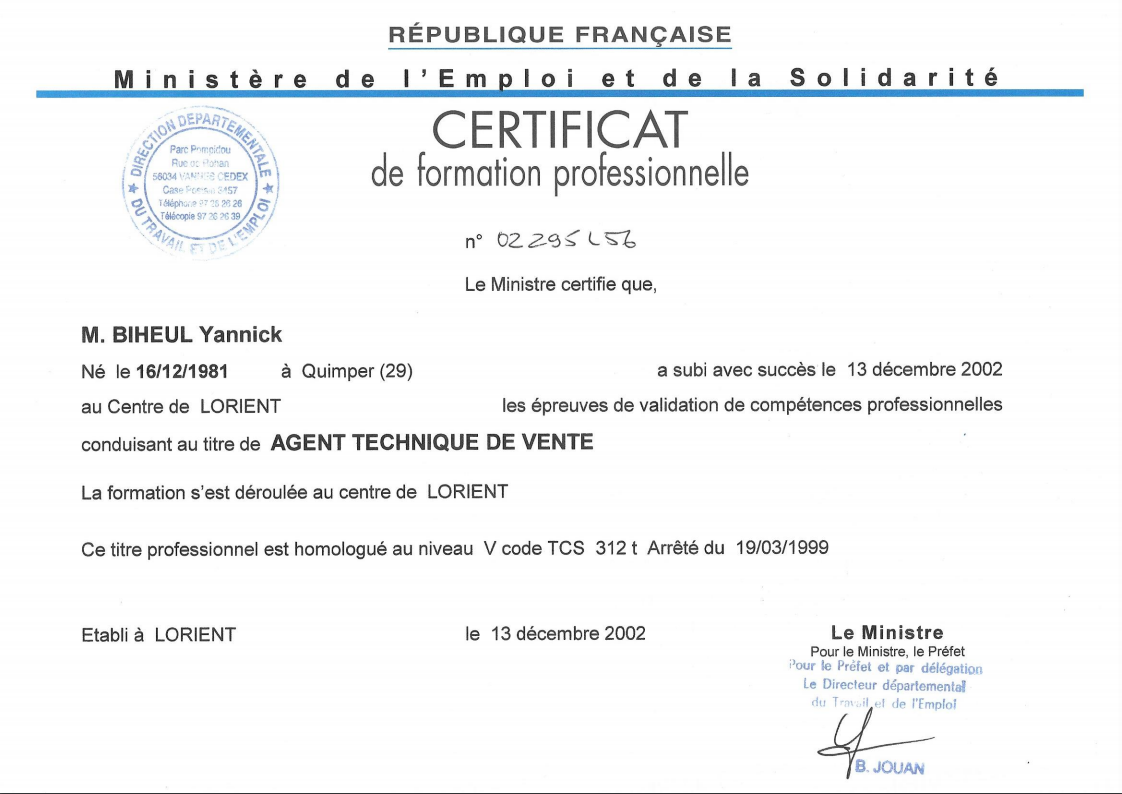 RÉPUBLIQUE FRANÇAISE
Ministère de l'Emploi et de la Solidarité
DIRECTION DEPARTEMENTALE
DU TRAVAIL ET DE L'EMPLOI
Parc Pompidou
Rue de Rohan
56034 VANNES CEDEX
Case 3457
Téléphone 97 26 26 26
Télécopie 97 26 26 39
CERTIFICAT
de formation professionnelle
n° 02295
Le Ministre certifie que,
M. BIHEUL Yannick
Né le 16/12/1981 à Quimper (29) a subi avec succès le 13 décembre 2002
au Centre de LORIENT les épreuves de validation de compétences professionnelles
conduisant au titre de AGENT TECHNIQUE DE VENTE
La formation s'est déroulée au centre de LORIENT
Ce titre professionnel est homologué au niveau V code TCS 312 t Arrêté du 19/03/1999
Etabli à LORIENT le 13 décembre 2002
Le Ministre
Pour le Ministre, le Préfet
Pour le Préfet et par délégation
Le Directeur départemental
du Travail et de l'Emploi
B. JOUAN